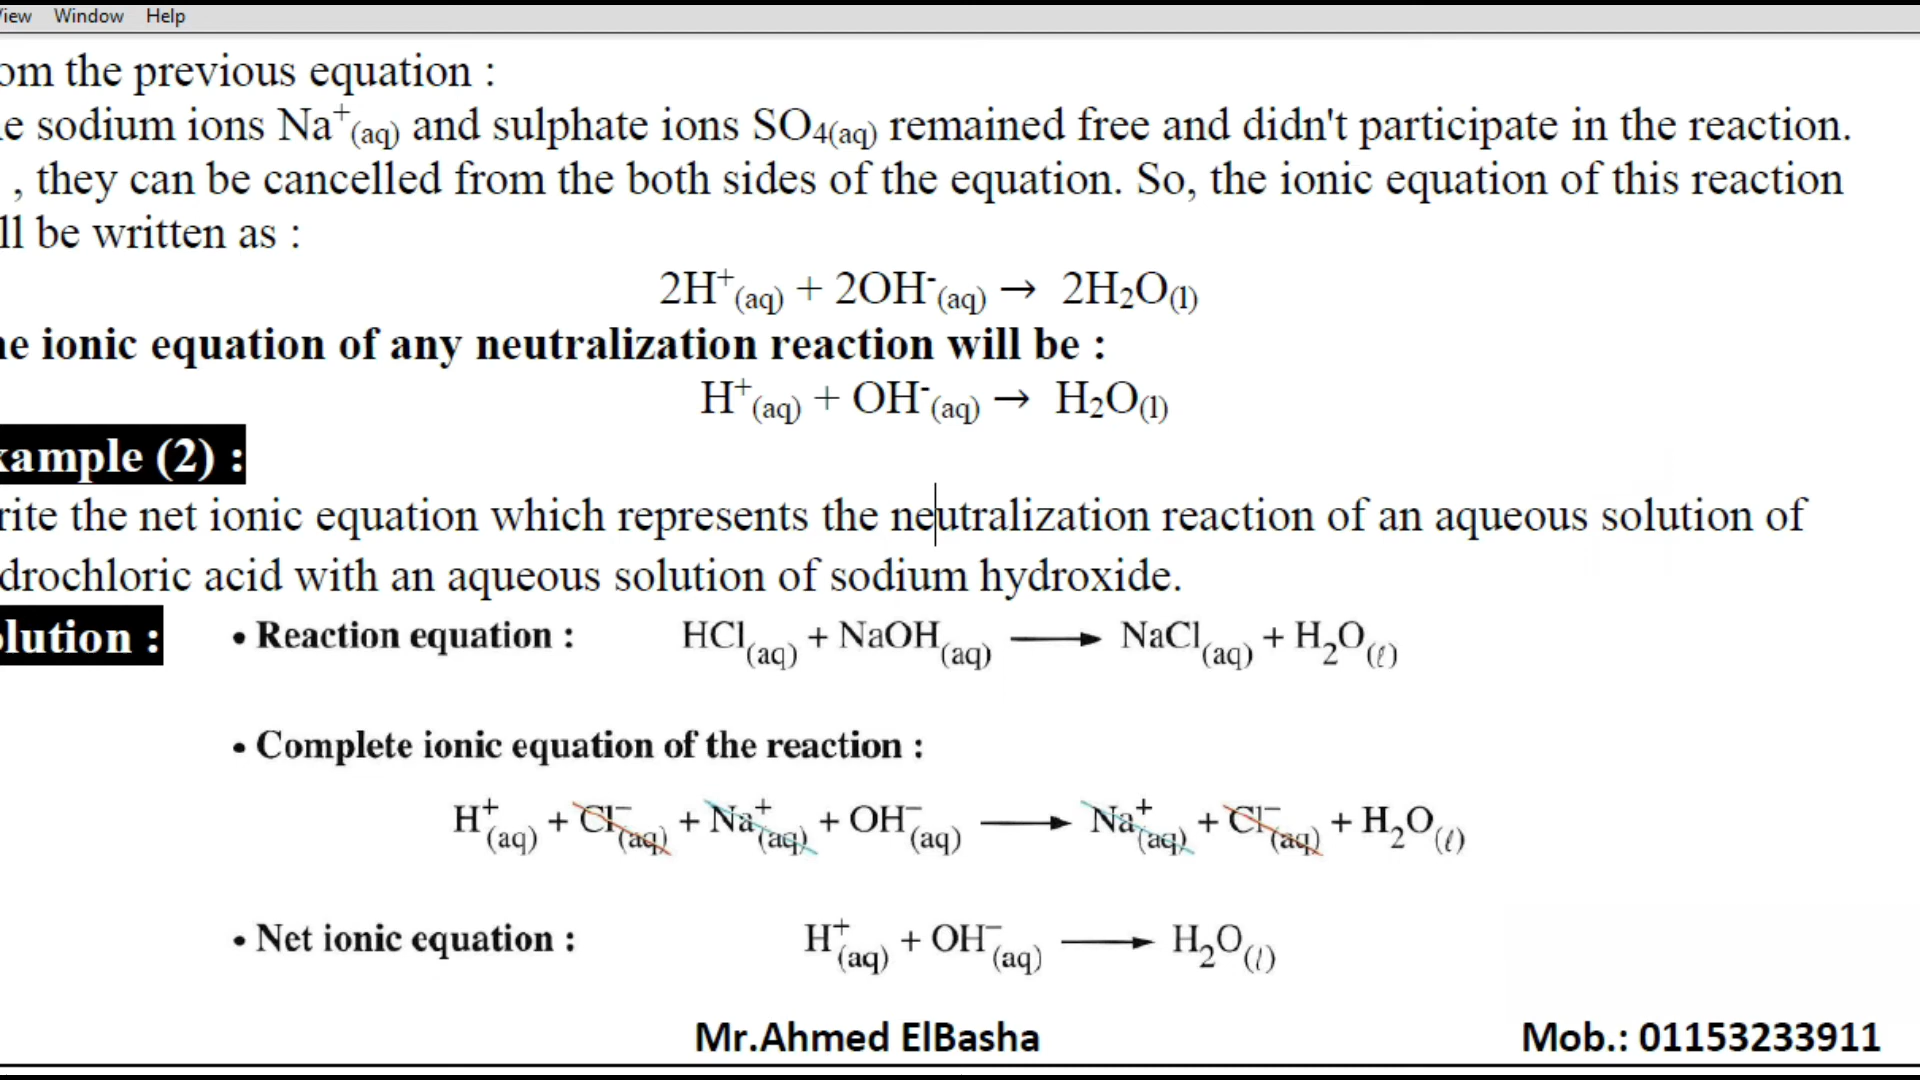 View Window Help
om the previous equation :
e sodium ions Na⁺(aq) and sulphate ions SO₄(aq) remained free and didn't participate in the reaction.
, they can be cancelled from the both sides of the equation. So, the ionic equation of this reaction
ll be written as :
2H⁺(aq) + 2OH⁻(aq) → 2H₂O(l)
he ionic equation of any neutralization reaction will be :
H⁺(aq) + OH⁻(aq) → H₂O(l)
xample (2) :
rite the net ionic equation which represents the neutralization reaction of an aqueous solution of
drochloric acid with an aqueous solution of sodium hydroxide.
olution : • Reaction equation : HCl(aq) + NaOH(aq) ⟶ NaCl(aq) + H₂O(ℓ)
• Complete ionic equation of the reaction :
H⁺(aq) + Cl⁻(aq) + Na⁺(aq) + OH⁻(aq) ⟶ Na⁺(aq) + Cl⁻(aq) + H₂O(ℓ)
• Net ionic equation : H⁺(aq) + OH⁻(aq) ⟶ H₂O(l)
Mr.Ahmed ElBasha Mob.: 01153233911